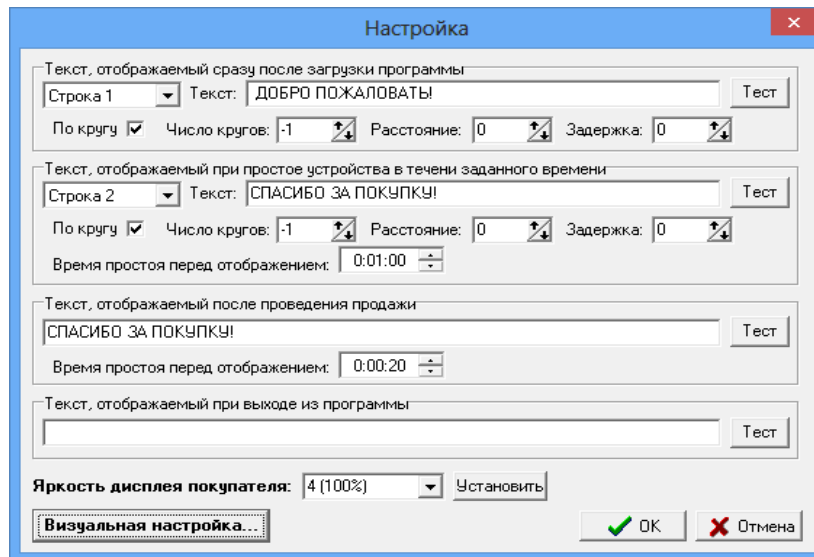 Настройка
Текст, отображаемый сразу после загрузки программы
Строка 1 Текст: ДОБРО ПОЖАЛОВАТЬ! Тест
По кругу Число кругов: -1 Расстояние: 0 Задержка: 0
Текст, отображаемый при простое устройства в течени заданного времени
Строка 2 Текст: СПАСИБО ЗА ПОКУПКУ! Тест
По кругу Число кругов: -1 Расстояние: 0 Задержка: 0
Время простоя перед отображением: 0:01:00
Текст, отображаемый после проведения продажи
СПАСИБО ЗА ПОКУПКУ! Тест
Время простоя перед отображением: 0:00:20
Текст, отображаемый при выходе из программы
Тест
Яркость дисплея покупателя: 4 (100%) Установить
Визуальная настройка... OK Отмена